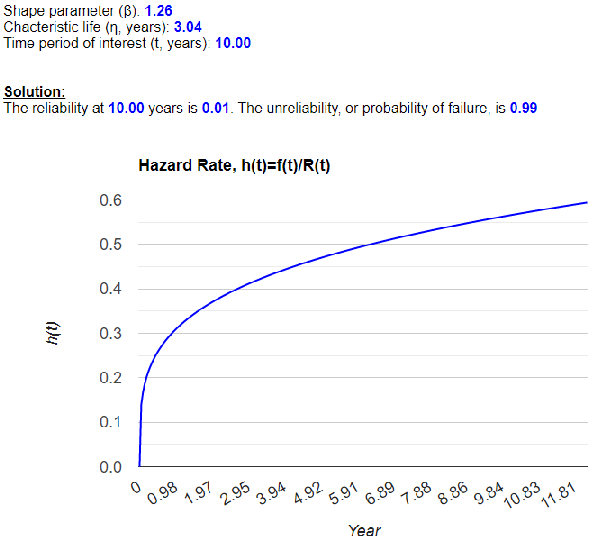 Shape parameter (β): 1.26
Chacteristic life (η, years): 3.04
Time period of interest (t, years): 10.00
Solution:
The reliability at 10.00 years is 0.01. The unreliability, or probability of failure, is 0.99
Hazard Rate, h(t)=f(t)/R(t)
0.6
0.5
0.4
h(t)
0.3
0.2
0.1
0.0
0 0.98 1.97 2.95 3.94 4.92 5.91 6.89 7.88 8.86 9.84 10.83 11.81
Year